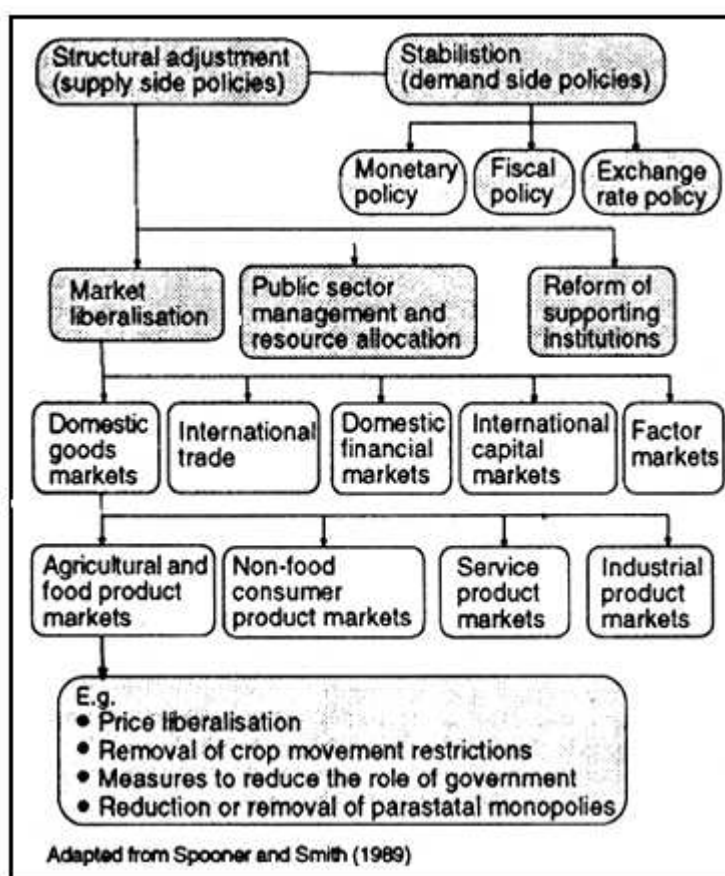 Structural adjustment
(supply side policies)
Stabilistion
(demand side policies)
Monetary
policy
Fiscal
policy
Exchange
rate policy
Market
liberalisation
Public sector
management and
resource allocation
Reform of
supporting
institutions
Domestic
goods
markets
International
trade
Domestic
financial
markets
International
capital
markets
Factor
markets
Agricultural and
food product
markets
Non-food
consumer
product markets
Service
product
markets
Industrial
product
markets
E.g.
● Price liberalisation
● Removal of crop movement restrictions
● Measures to reduce the role of government
● Reduction or removal of parastatal monopolies
Adapted from Spooner and Smith (1989)